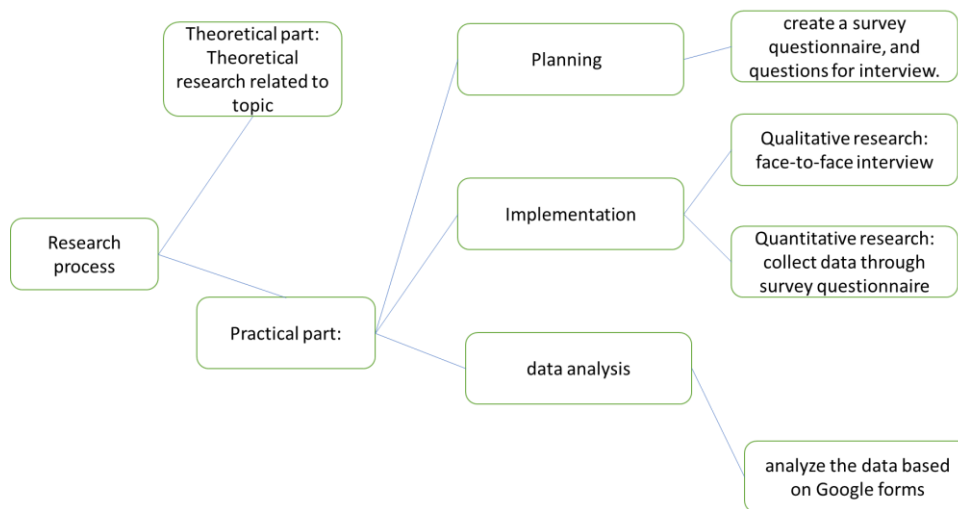 Research
process
Theoretical part:
Theoretical
research related to
topic
Practical part:
Planning
create a survey
questionnaire, and
questions for interview.
Implementation
Qualitative research:
face-to-face interview
Quantitative research:
collect data through
survey questionnaire
data analysis
analyze the data based
on Google forms